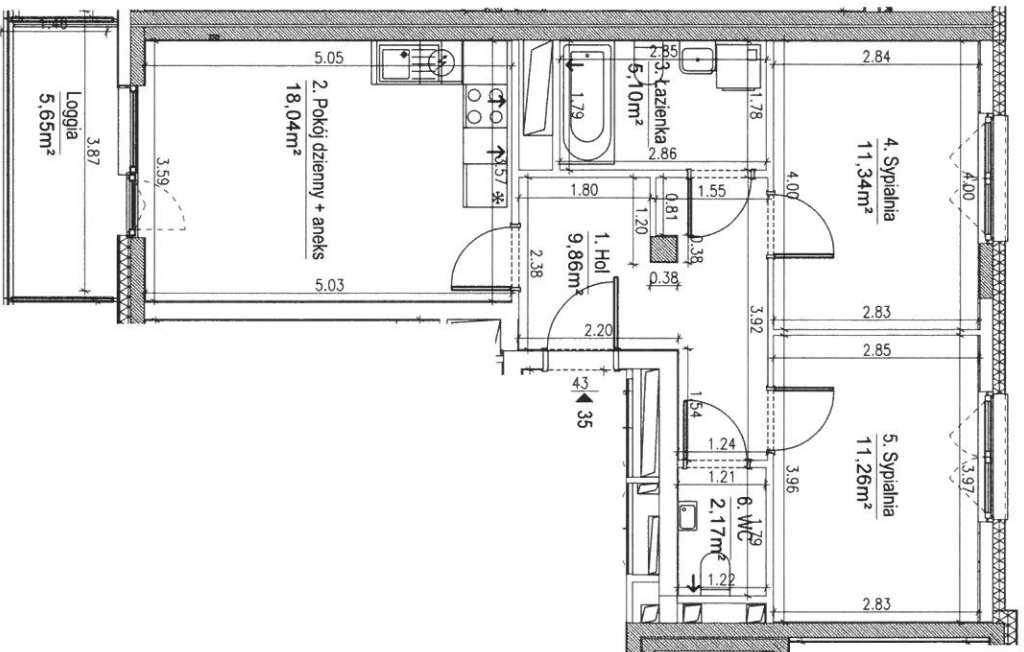 1.40
Loggia
5,65m²
3.87
3.59
5.05
2. Pokój dzienny + aneks
18,04m²
5.03
3.57
2.85
3. Łazienka
5,10m²
1.79
1.78
2.86
1.80
1.55
1.20
0.81
0.38
0.38
1. Hol
9,86m²
2.38
2.20
3.92
43
35
1.54
1.24
1.21
6. WC
2,17m²
1.79
1.22
2.84
4. Sypialnia
11,34m²
4.00
4.00
2.83
2.85
5. Sypialnia
11,26m²
3.96
3.97
2.83